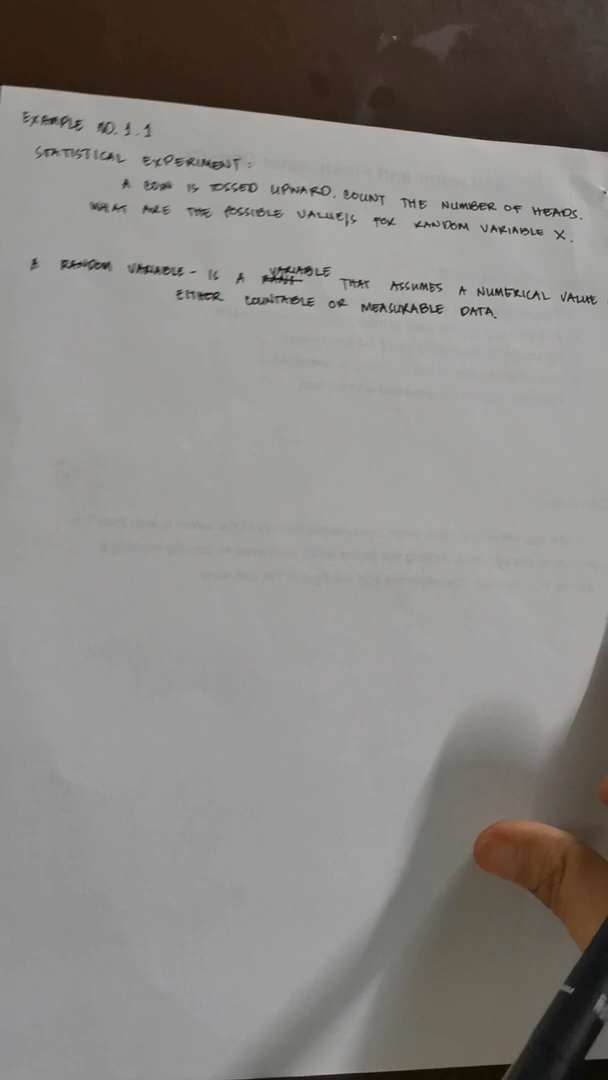 EXAMPLE NO. 1.1
STATISTICAL EXPERIMENT:
A COIN IS TOSSED UPWARD. COUNT THE NUMBER OF HEADS.
WHAT ARE THE POSSIBLE VALUE/S FOR RANDOM VARIABLE X.
A RANDOM VARIABLE - IS A VARIABLE THAT ASSUMES A NUMERICAL VALUE
EITHER COUNTABLE OR MEASURABLE DATA.